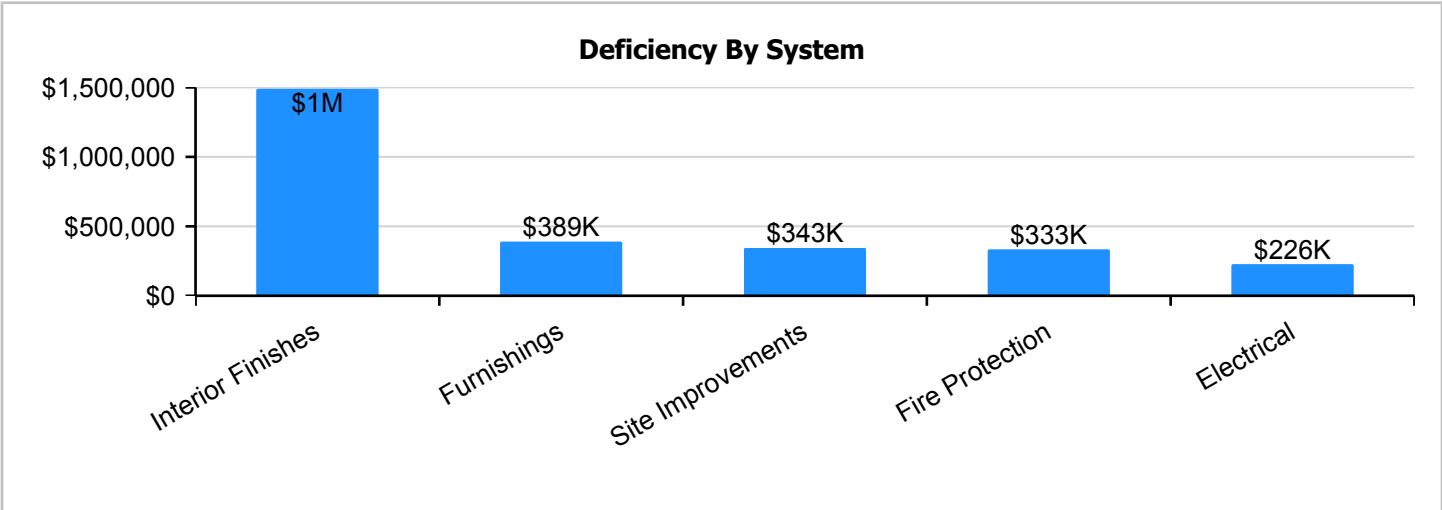 Deficiency By System
$1,500,000
$1M
$1,000,000
$500,000
$389K
$343K
$333K
$226K
$0
Interior Finishes
Furnishings
Site Improvements
Fire Protection
Electrical